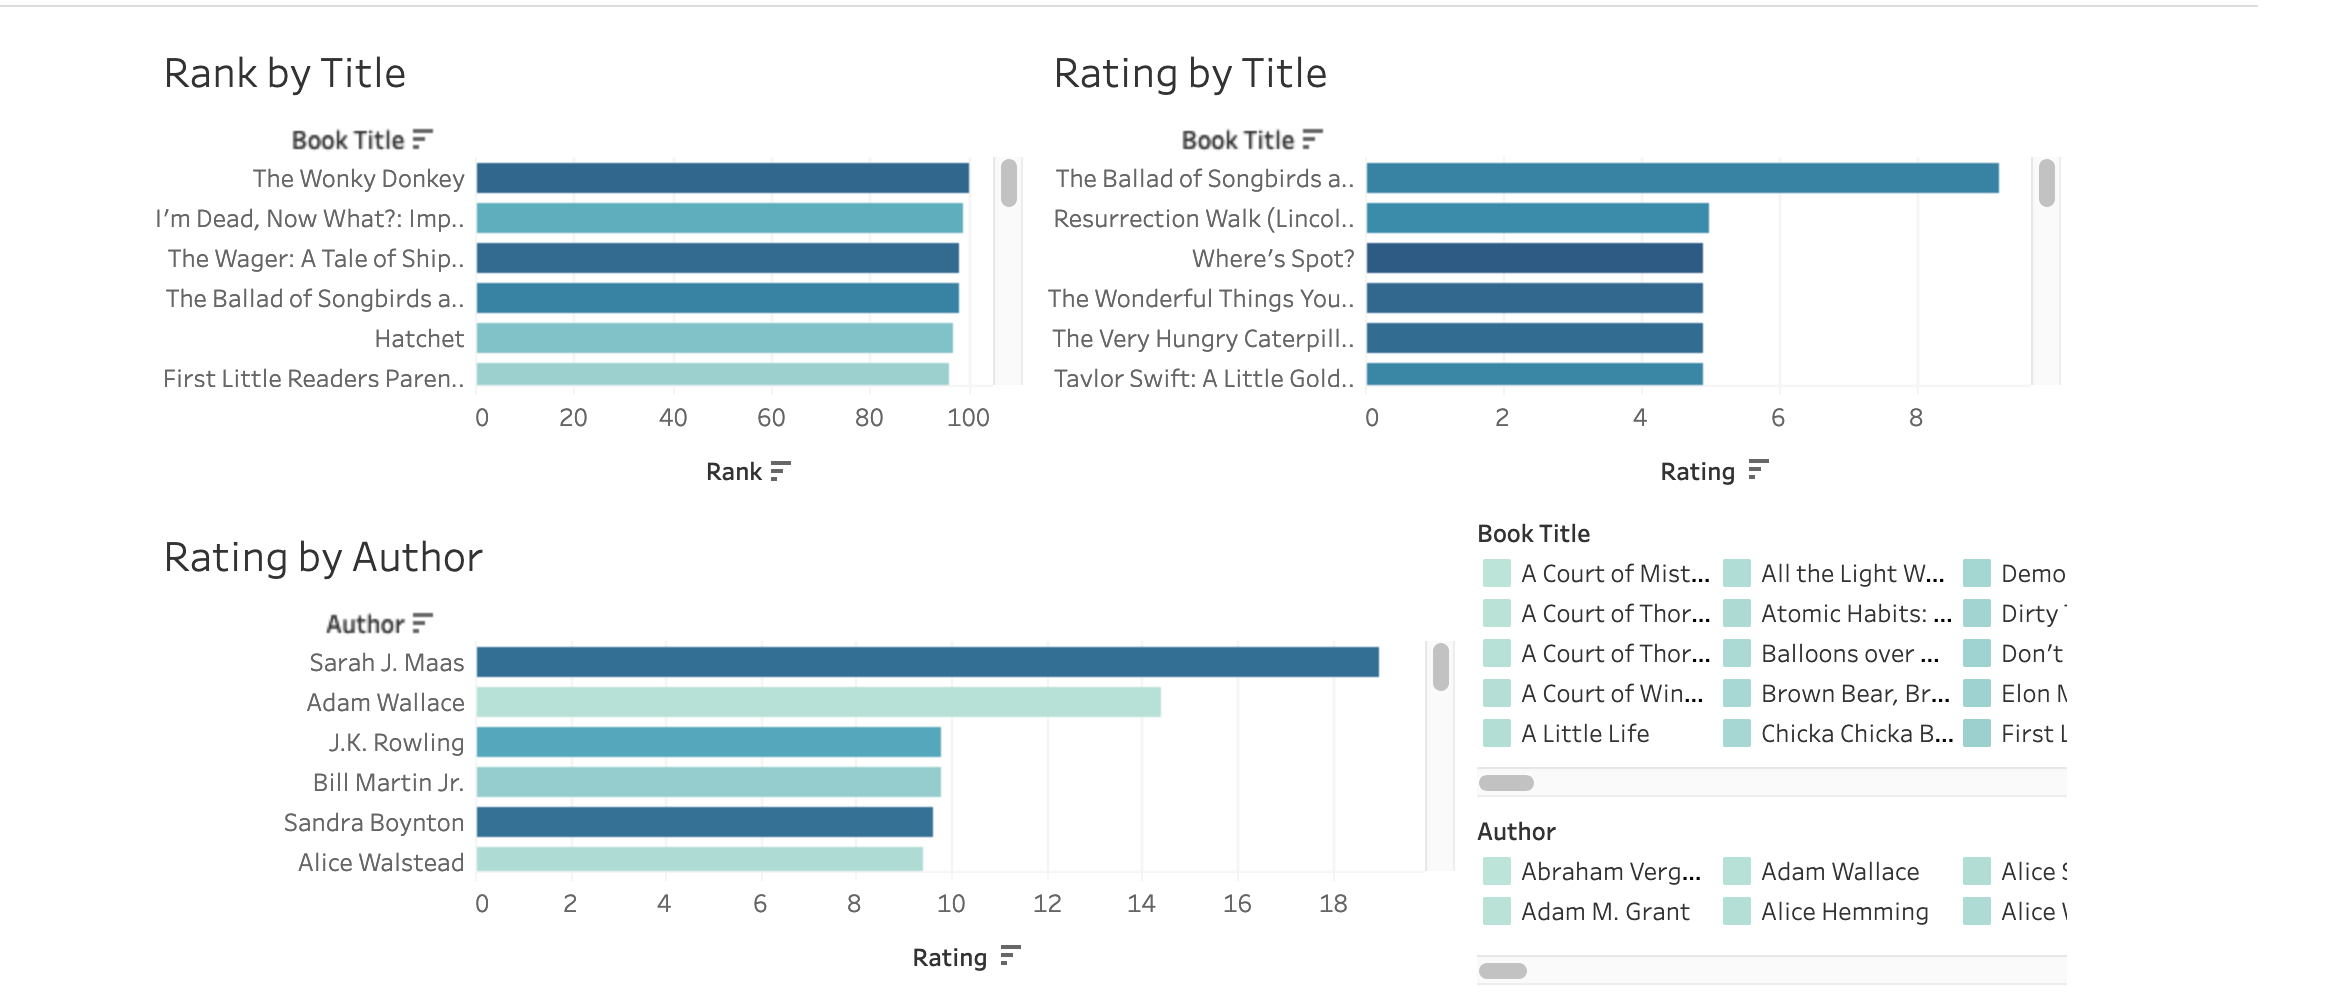 Rank by Title
Book Title
The Wonky Donkey
I'm Dead, Now What?: Imp..
The Wager: A Tale of Ship..
The Ballad of Songbirds a..
Hatchet
First Little Readers Paren..
0 20 40 60 80 100
Rank
Rating by Title
Book Title
The Ballad of Songbirds a..
Resurrection Walk (Lincol..
Where's Spot?
The Wonderful Things You..
The Very Hungry Caterpill..
Taylor Swift: A Little Gold..
0 2 4 6 8
Rating
Rating by Author
Author
Sarah J. Maas
Adam Wallace
J.K. Rowling
Bill Martin Jr.
Sandra Boynton
Alice Walstead
0 2 4 6 8 10 12 14 16 18
Rating
Book Title
A Court of Mist... All the Light W... Demo
A Court of Thor... Atomic Habits: ... Dirty
A Court of Thor... Balloons over ... Don't
A Court of Win... Brown Bear, Br... Elon
A Little Life Chicka Chicka B... First L
Author
Abraham Verg... Adam Wallace Alice S
Adam M. Grant Alice Hemming Alice